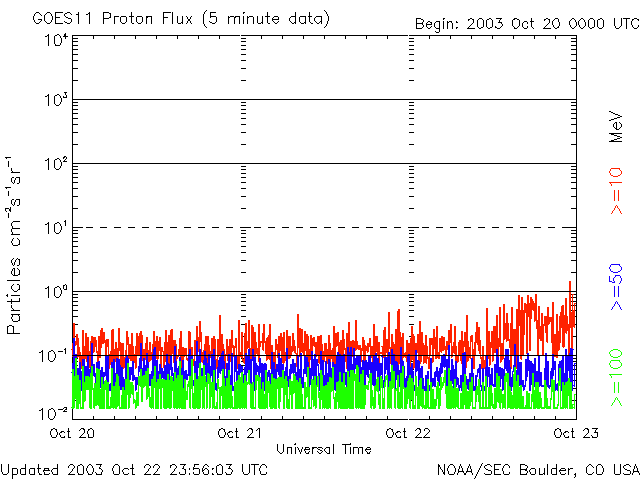 GOES11 Proton Flux (5 minute data)
Begin: 2003 Oct 20 0000 UTC
10⁴
10³
10²
10¹
10⁰
10⁻¹
10⁻²
Particles cm⁻²s⁻¹sr⁻¹
MeV
>=10
>=50
>=100
Oct 20 Oct 21 Oct 22 Oct 23
Universal Time
Updated 2003 Oct 22 23:56:03 UTC
NOAA/SEC Boulder, CO USA